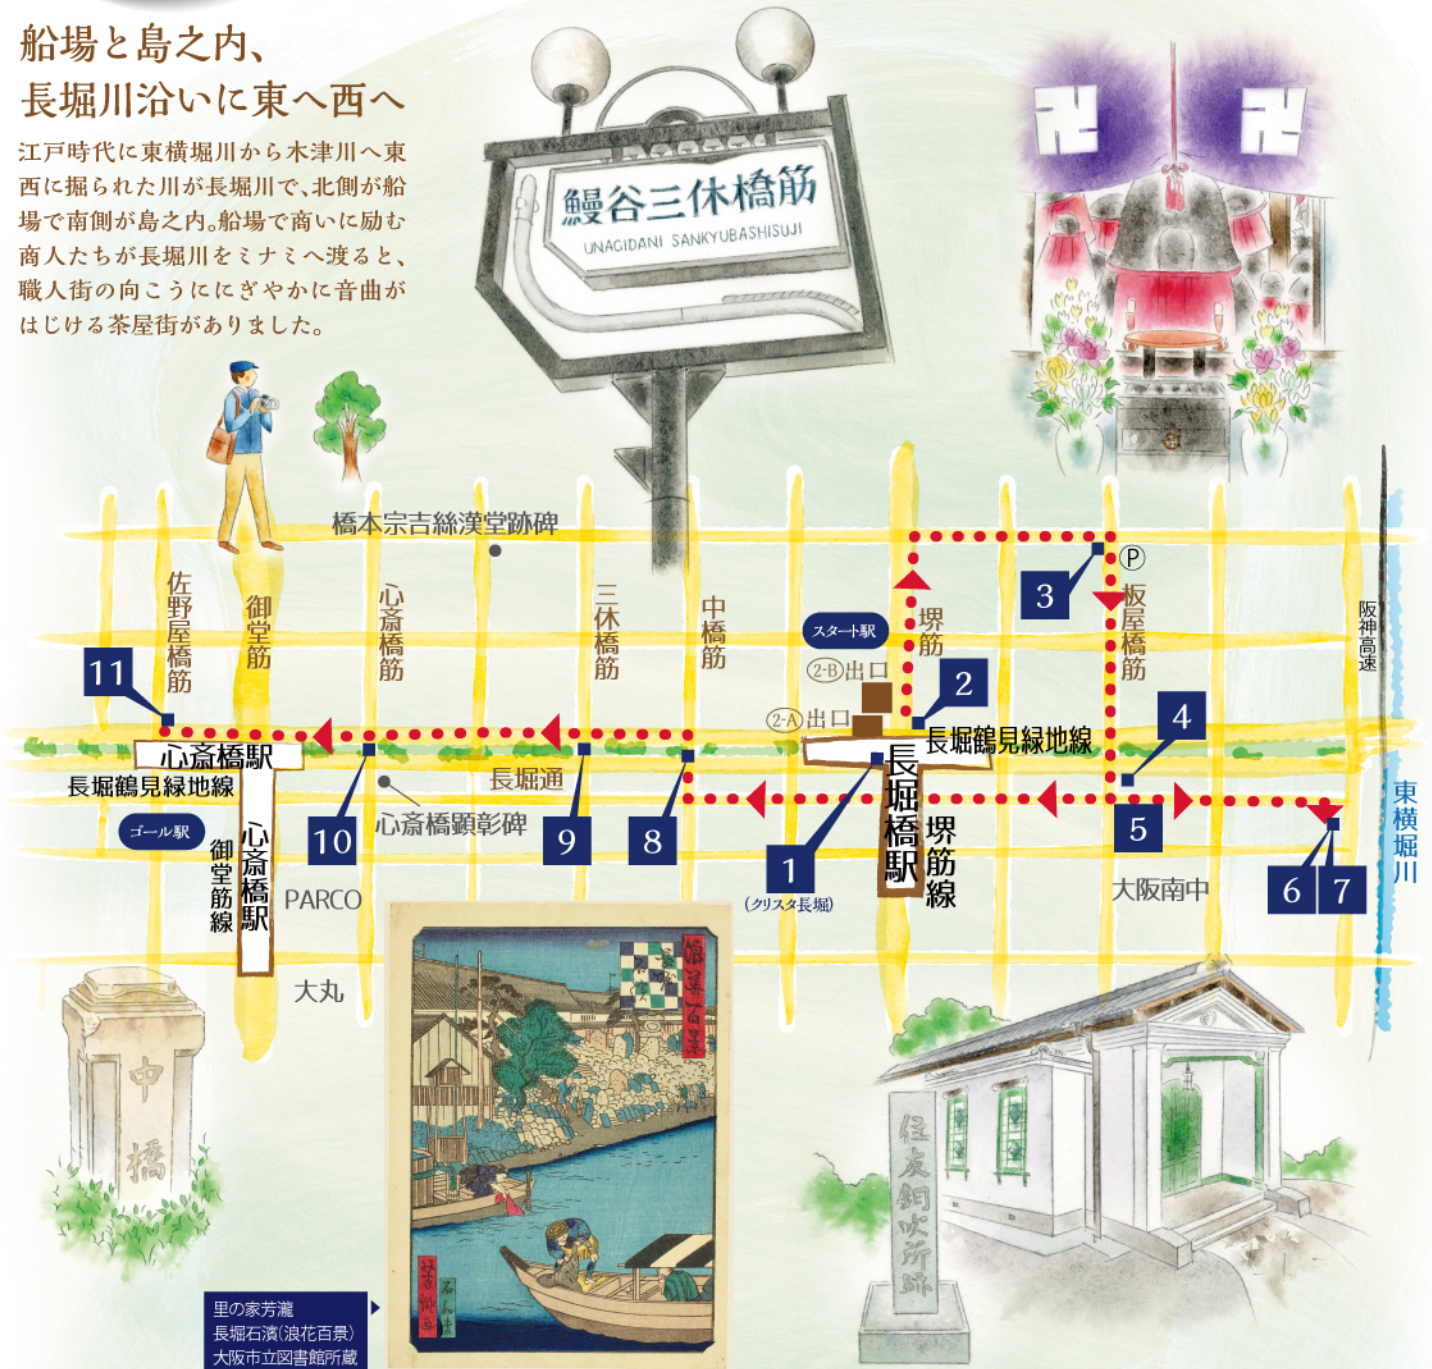 船場と島之内、
長堀川沿いに東へ西へ
江戸時代に東横堀川から木津川へ東
西に掘られた川が長堀川で、北側が船
場で南側が島之内。船場で商いに励む
商人たちが長堀川をミナミへ渡ると、
職人街の向こうににぎやかに音曲が
はじける茶屋街がありました。
鰻谷三休橋筋
UNAGIDANI SANKYUBASHISUJI
橋本宗吉絲漢堂跡碑
佐野屋橋筋
御堂筋
心斎橋筋
三休橋筋
中橋筋
スタート駅
堺筋
2-B出口
2-A出口
3
P
板屋橋筋
阪神高速
11
2
4
心斎橋駅
長堀鶴見緑地線
長堀通
長堀鶴見緑地線
長堀橋駅
堺筋線
東横堀川
ゴール駅
御堂筋線
心斎橋駅
10
心斎橋顕彰碑
9
8
1
(クリスタ長堀)
5
大阪南中
6
7
PARCO
大丸
中橋
浪花百景
住友銅吹所跡
里の家芳瀧
長堀石濱(浪花百景)
大阪市立図書館所蔵